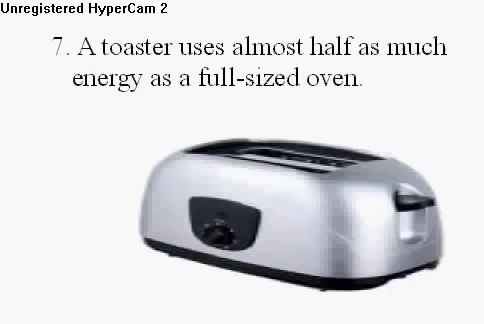 Unregistered HyperCam 2
7. A toaster uses almost half as much
energy as a full-sized oven.